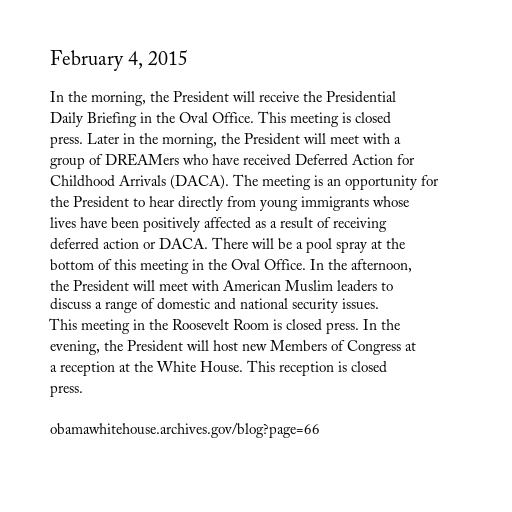 February 4, 2015
In the morning, the President will receive the Presidential
Daily Briefing in the Oval Office. This meeting is closed
press. Later in the morning, the President will meet with a
group of DREAMers who have received Deferred Action for
Childhood Arrivals (DACA). The meeting is an opportunity for
the President to hear directly from young immigrants whose
lives have been positively affected as a result of receiving
deferred action or DACA. There will be a pool spray at the
bottom of this meeting in the Oval Office. In the afternoon,
the President will meet with American Muslim leaders to
discuss a range of domestic and national security issues.
This meeting in the Roosevelt Room is closed press. In the
evening, the President will host new Members of Congress at
a reception at the White House. This reception is closed
press.
obamawhitehouse.archives.gov/blog?page=66